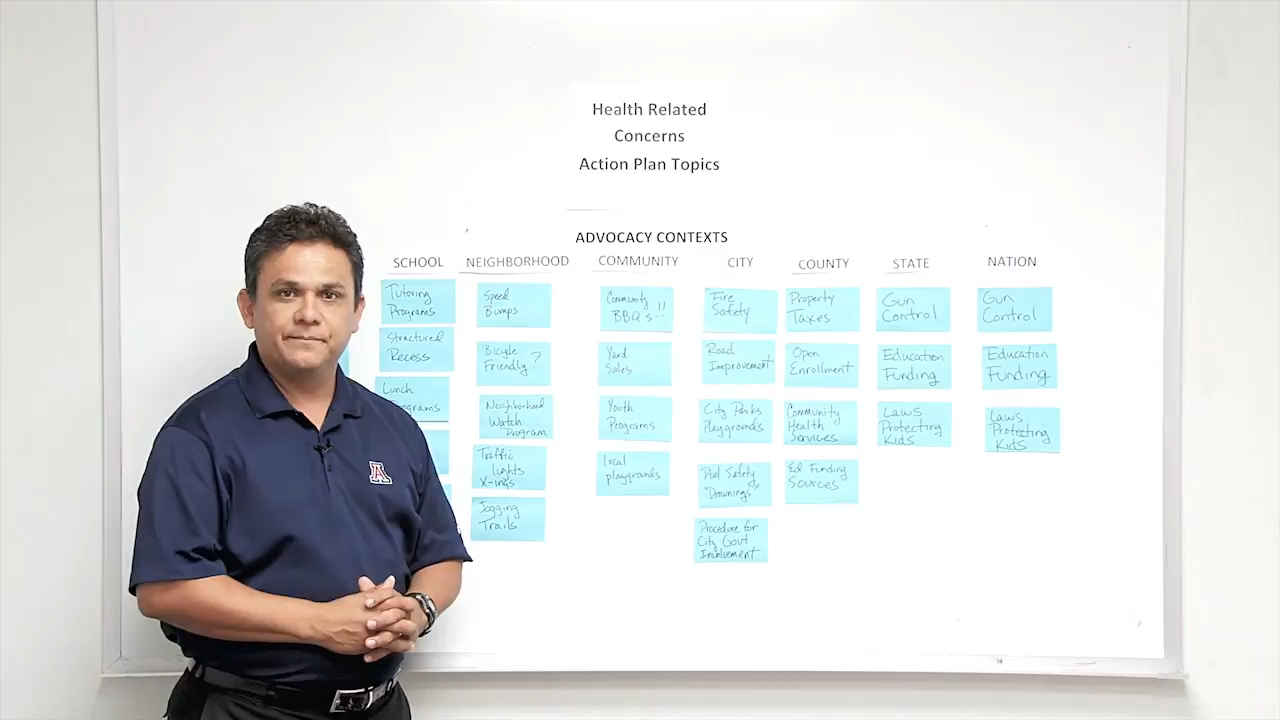 Health Related
Concerns
Action Plan Topics
ADVOCACY CONTEXTS
SCHOOL
Tutoring
Programs
Structured
Recess
Lunch
Programs
NEIGHBORHOOD
Speed
Bumps
Bicycle
Friendly?
Neighborhood
Watch
Program
Traffic
Lights
X-ings
Jogging
Trails
COMMUNITY
Community
BBQ's!!
Yard
Sales
Youth
Programs
Local
playgrounds
CITY
Fire
Safety
Road
Improvement
City Parks
Playgrounds
Pool Safety
"Drownings"
Procedure for
City Govt
Involvement
COUNTY
Property
Taxes
Open
Enrollment
Community
Health
Services
Ed Funding
Sources
STATE
Gun
Control
Education
Funding
Laws
Protecting
Kids
NATION
Gun
Control
Education
Funding
Laws
Protecting
Kids
A